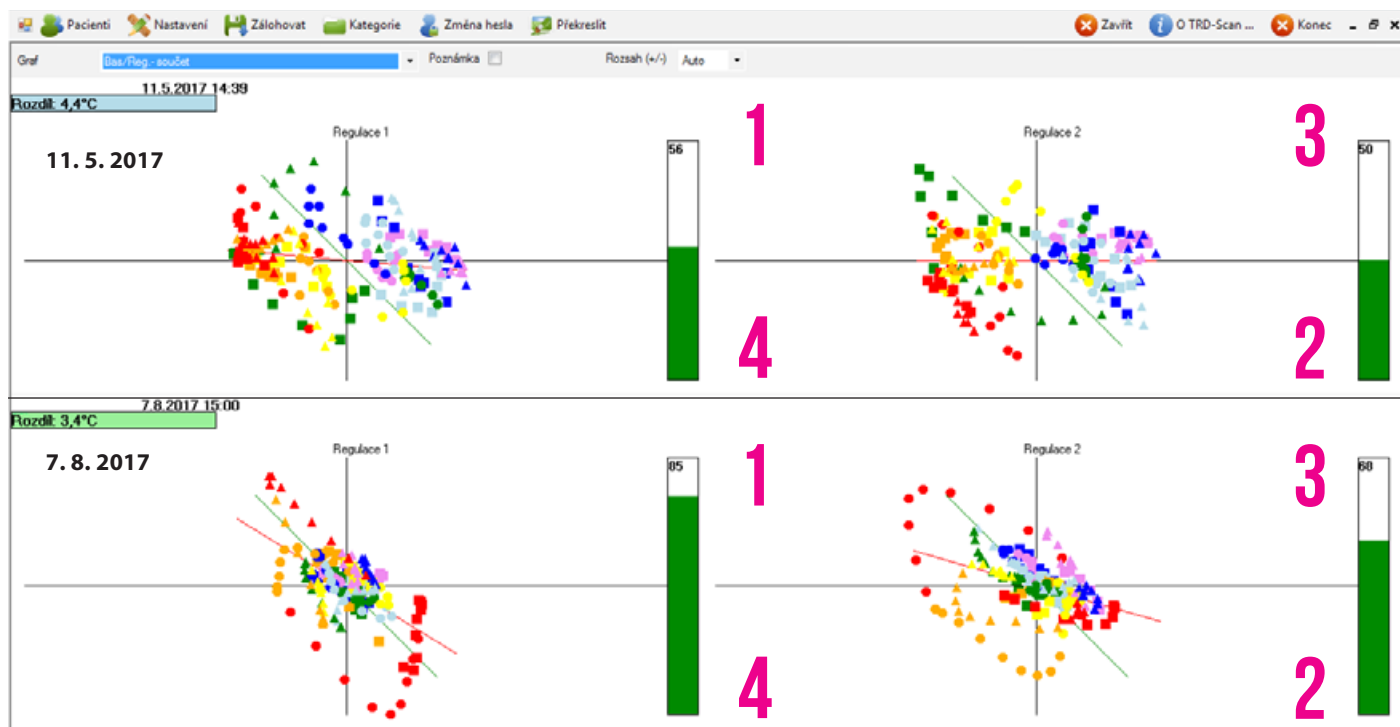 Pacienti Nastavení Zálohovat Kategorie Změna hesla Překreslit Zavřít O TRD-Scan ... Konec
Graf Bas/Reg.- součet Poznámka Rozsah (+/-) Auto
11.5.2017 14:39
Rozdíl: 4,4°C
11. 5. 2017
Regulace 1
56
1
4
Regulace 2
50
3
2
7.8.2017 15:00
Rozdíl: 3,4°C
7. 8. 2017
Regulace 1
85
1
4
Regulace 2
68
3
2